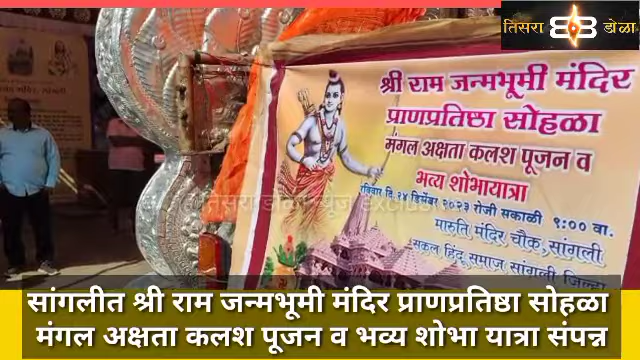 तिसरा डोळा
श्री राम जन्मभूमी मंदिर
प्राणप्रतिष्ठा सोहळा
मंगल अक्षता कलश पूजन व
भव्य शोभायात्रा
रविवार दि. २४ डिसेंबर २०२३ रोजी सकाळी ९:०० वा.
मारुति मंदिर चौक, सांगली
सकल हिंदू समाज सांगली जिल्हा
सांगलीत श्री राम जन्मभूमी मंदिर प्राणप्रतिष्ठा सोहळा
मंगल अक्षता कलश पूजन व भव्य शोभा यात्रा संपन्न